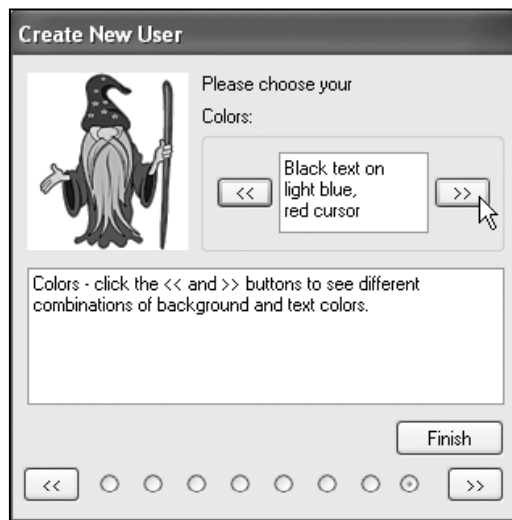 Create New User
Please choose your
Colors:
<<
Black text on
light blue,
red cursor
>>
Colors - click the << and >> buttons to see different
combinations of background and text colors.
Finish
<<
>>